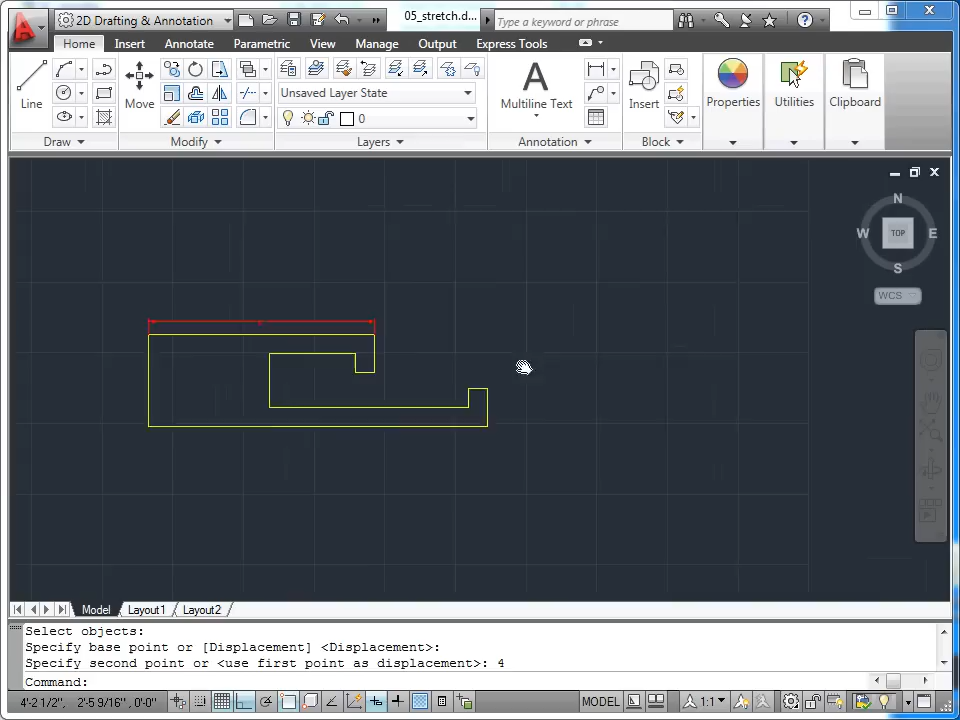 2D Drafting & Annotation
05_stretch.d...
Type a keyword or phrase
Home Insert Annotate Parametric View Manage Output Express Tools
Line
Move
Unsaved Layer State
0
Multiline Text
Insert
Properties
Utilities
Clipboard
Draw Modify Layers Annotation Block
N
W TOP E
S
WCS
Model Layout1 Layout2
Select objects:
Specify base point or [Displacement] <Displacement>:
Specify second point or <use first point as displacement>: 4
Command:
4'-2 1/2", 2'-5 9/16", 0'-0" MODEL 1:1